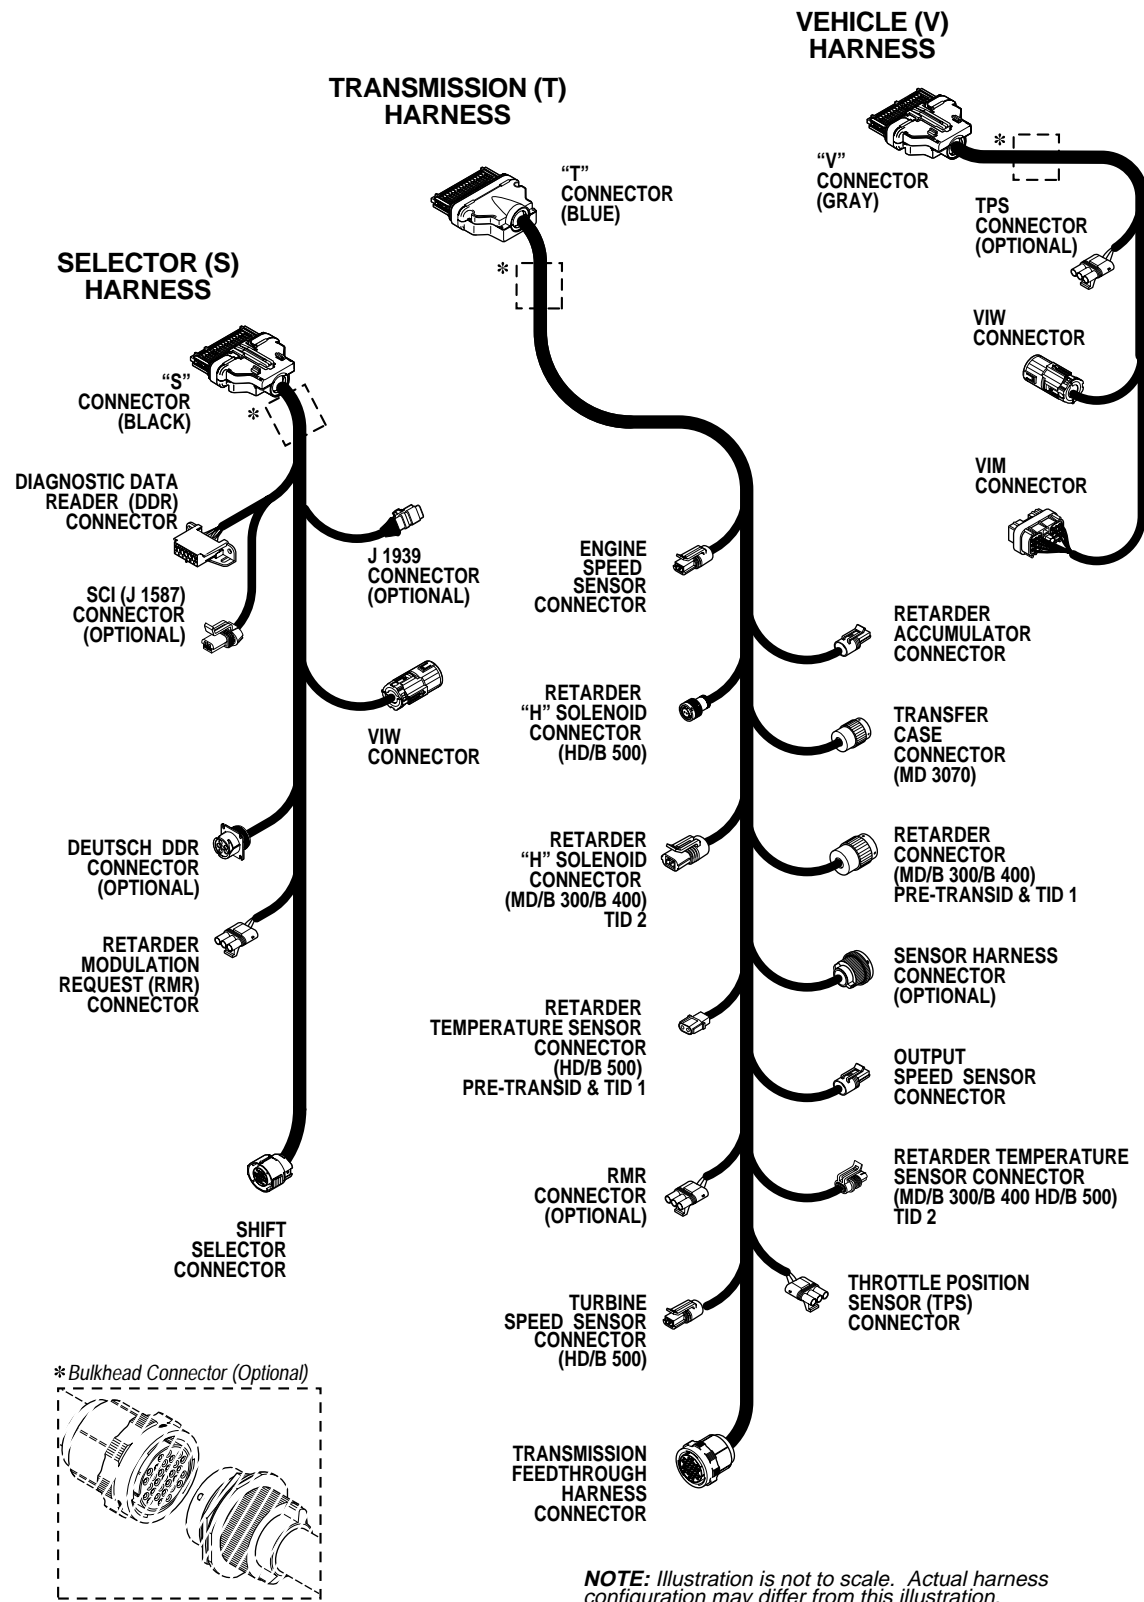 VEHICLE (V)
HARNESS
TRANSMISSION (T)
HARNESS
SELECTOR (S)
HARNESS
“S”
CONNECTOR
(BLACK)
*
DIAGNOSTIC DATA
READER (DDR)
CONNECTOR
SCI (J 1587)
CONNECTOR
(OPTIONAL)
J 1939
CONNECTOR
(OPTIONAL)
VIW
CONNECTOR
DEUTSCH DDR
CONNECTOR
(OPTIONAL)
RETARDER
MODULATION
REQUEST (RMR)
CONNECTOR
SHIFT
SELECTOR
CONNECTOR
“T”
CONNECTOR
(BLUE)
*
ENGINE
SPEED
SENSOR
CONNECTOR
RETARDER
ACCUMULATOR
CONNECTOR
RETARDER
“H” SOLENOID
CONNECTOR
(HD/B 500)
TRANSFER
CASE
CONNECTOR
(MD 3070)
RETARDER
“H” SOLENOID
CONNECTOR
(MD/B 300/B 400)
TID 2
RETARDER
CONNECTOR
(MD/B 300/B 400)
PRE-TRANSID & TID 1
SENSOR HARNESS
CONNECTOR
(OPTIONAL)
RETARDER
TEMPERATURE SENSOR
CONNECTOR
(HD/B 500)
PRE-TRANSID & TID 1
OUTPUT
SPEED SENSOR
CONNECTOR
RMR
CONNECTOR
(OPTIONAL)
RETARDER TEMPERATURE
SENSOR CONNECTOR
(MD/B 300/B 400 HD/B 500)
TID 2
THROTTLE POSITION
SENSOR (TPS)
CONNECTOR
TURBINE
SPEED SENSOR
CONNECTOR
(HD/B 500)
TRANSMISSION
FEEDTHROUGH
HARNESS
CONNECTOR
“V”
CONNECTOR
(GRAY)
*
TPS
CONNECTOR
(OPTIONAL)
VIW
CONNECTOR
VIM
CONNECTOR
* Bulkhead Connector (Optional)
NOTE: Illustration is not to scale. Actual harness
configuration may differ from this illustration.